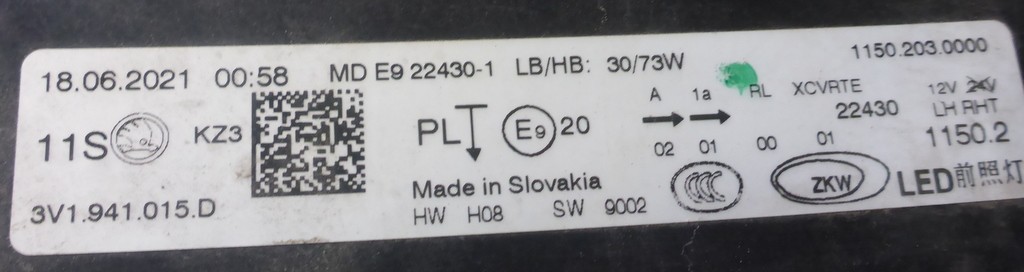 18.06.2021 00:58 MD E9 22430-1 LB/HB: 30/73W 1150.203.0000
A 1a RL XCVRTE 12V 24V
22430 LH RHT
11S KZ3 PL E9 20 1150.2
02 01 00 01
Made in Slovakia CCC ZKW LED前照灯
3V1.941.015.D HW H08 SW 9002